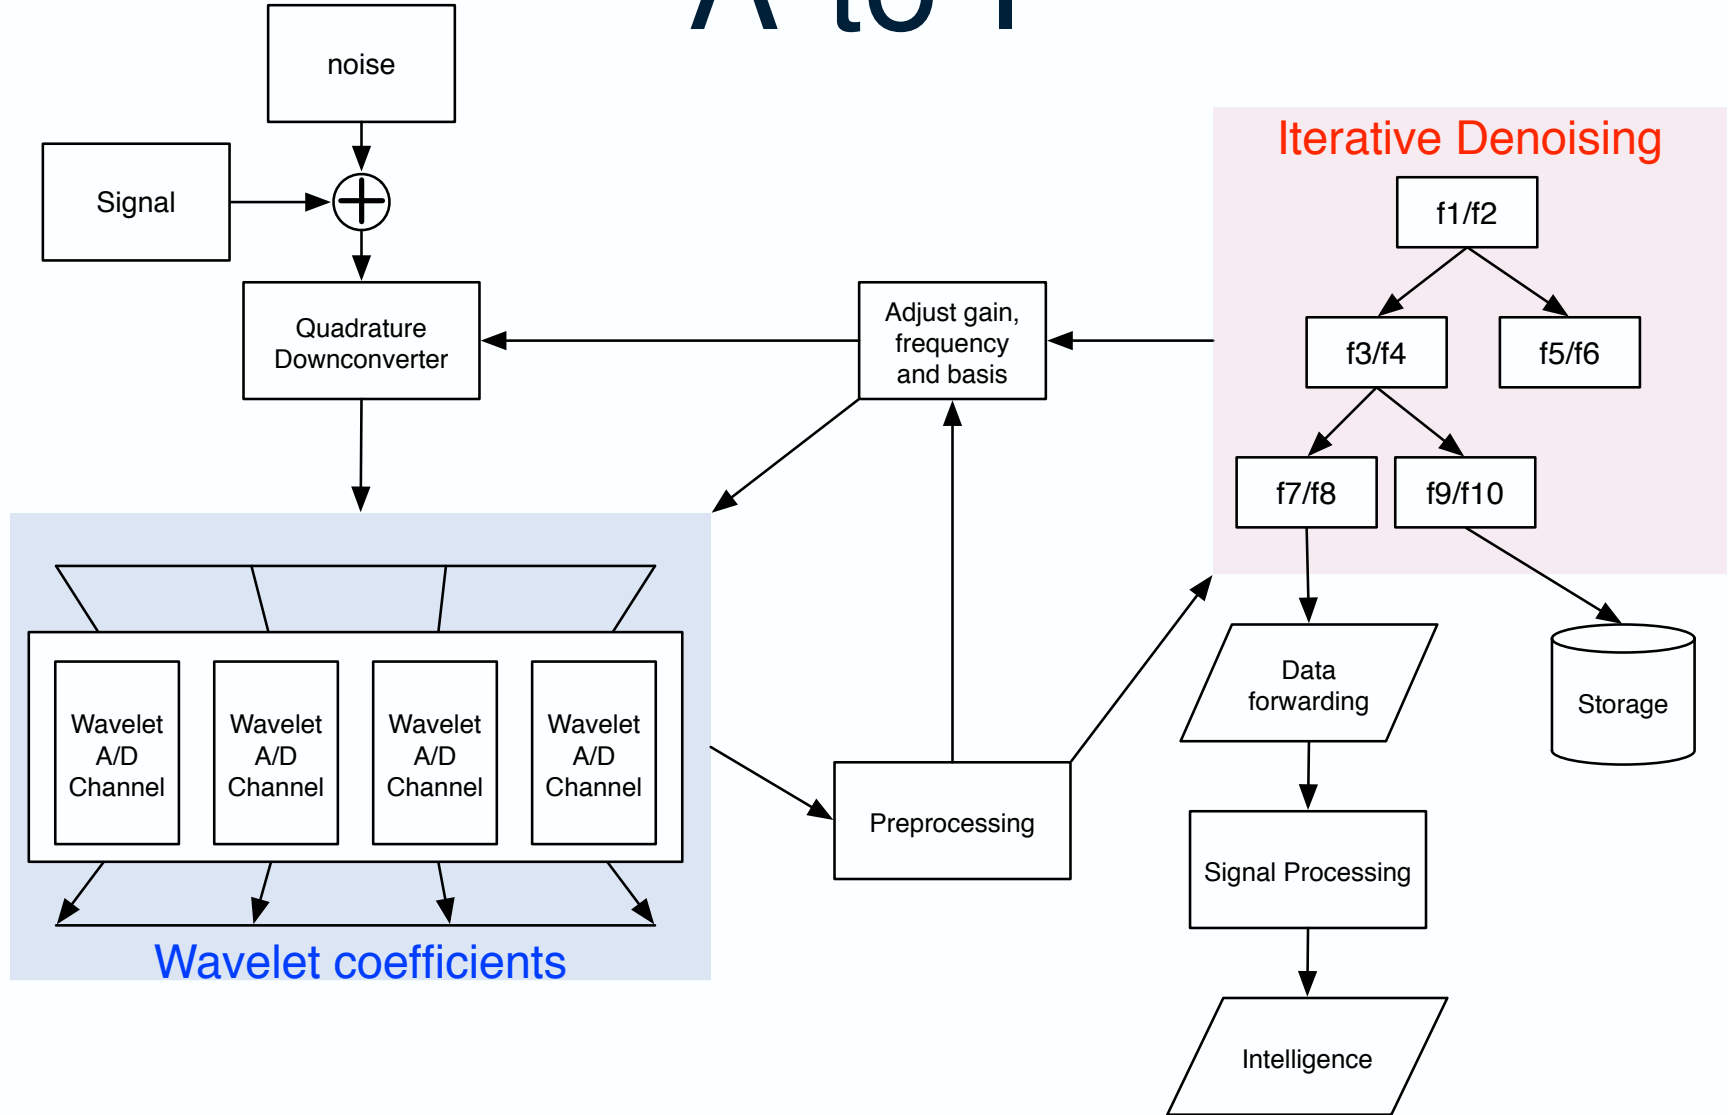 A to I
noise
Signal
Quadrature
Downconverter
Adjust gain,
frequency
and basis
Iterative Denoising
f1/f2
f3/f4
f5/f6
f7/f8
f9/f10
Wavelet
A/D
Channel
Wavelet
A/D
Channel
Wavelet
A/D
Channel
Wavelet
A/D
Channel
Wavelet coefficients
Preprocessing
Data
forwarding
Storage
Signal Processing
Intelligence